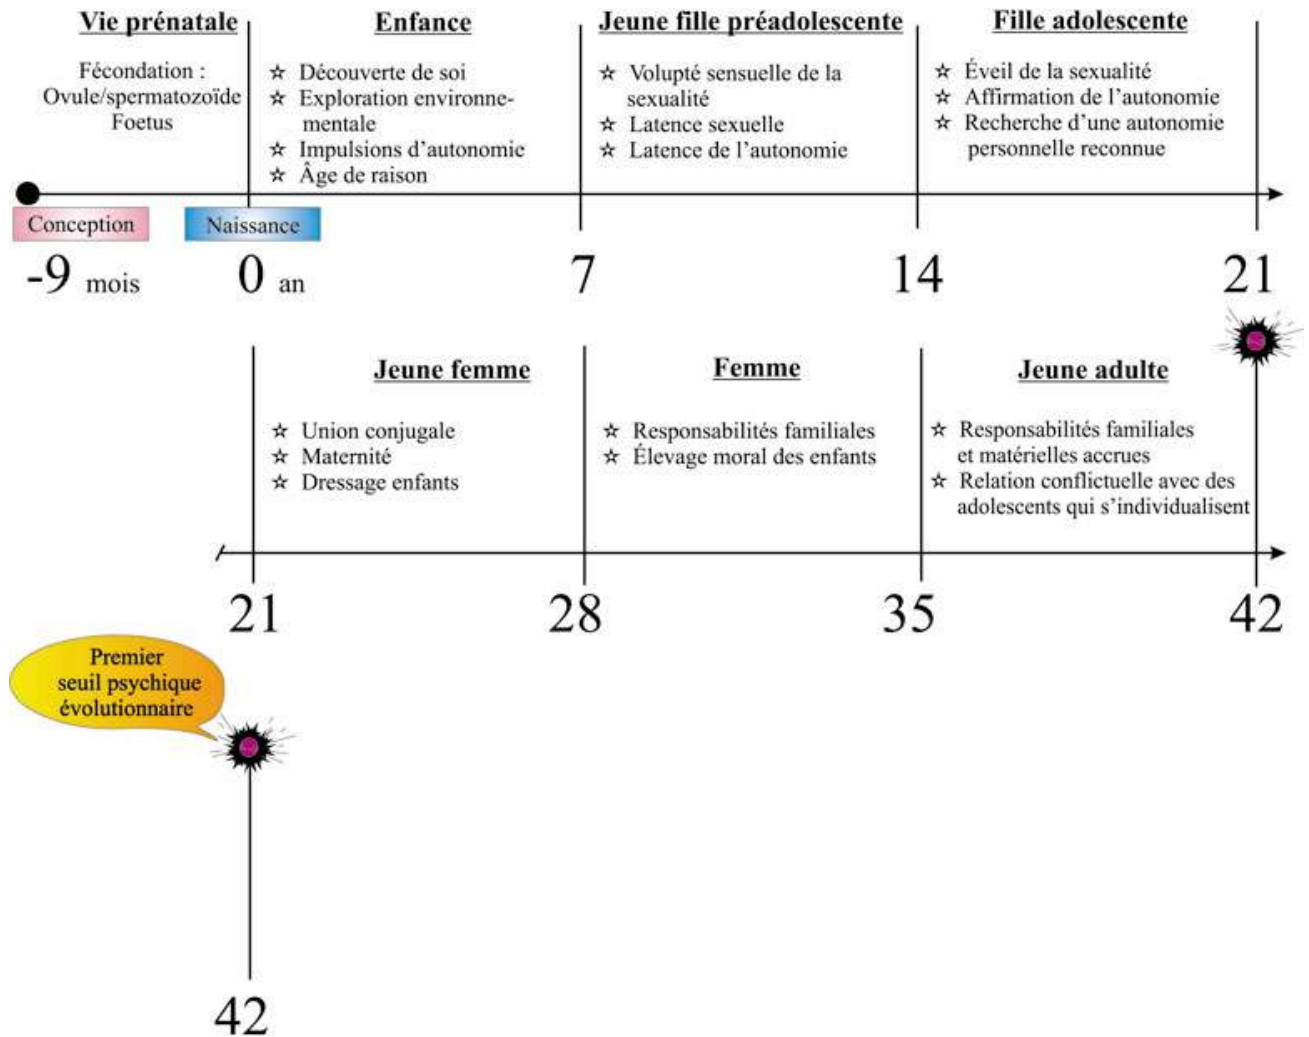 Vie prénatale
Fécondation :
Ovule/spermatozoïde
Foetus
Enfance
☆ Découverte de soi
☆ Exploration environne-
mentale
☆ Impulsions d'autonomie
☆ Âge de raison
Jeune fille préadolescente
☆ Volupté sensuelle de la
sexualité
☆ Latence sexuelle
☆ Latence de l'autonomie
Fille adolescente
☆ Éveil de la sexualité
☆ Affirmation de l'autonomie
☆ Recherche d'une autonomie
personnelle reconnue
Conception
Naissance
-9 mois
0 an
7
14
21
Jeune femme
☆ Union conjugale
☆ Maternité
☆ Dressage enfants
Femme
☆ Responsabilités familiales
☆ Élevage moral des enfants
Jeune adulte
☆ Responsabilités familiales
et matérielles accrues
☆ Relation conflictuelle avec des
adolescents qui s'individualisent
21
28
35
42
Premier
seuil psychique
évolutionnaire
42